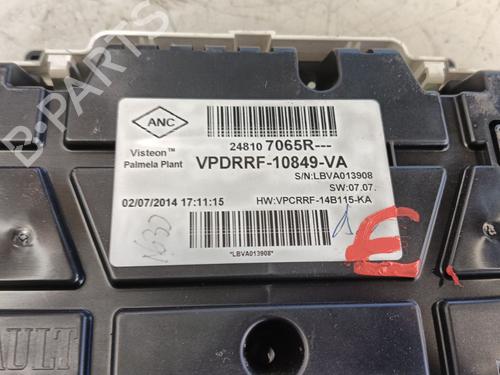 B-PARTS
ANC
Visteon™
Palmela Plant
24810 7065R---
VPDRRF-10849-VA
S/N:LBVA013908
SW:07.07.
02/07/2014 17:11:15
HW:VPCRRF-14B115-KA
*LBVA013908*
E
AULT